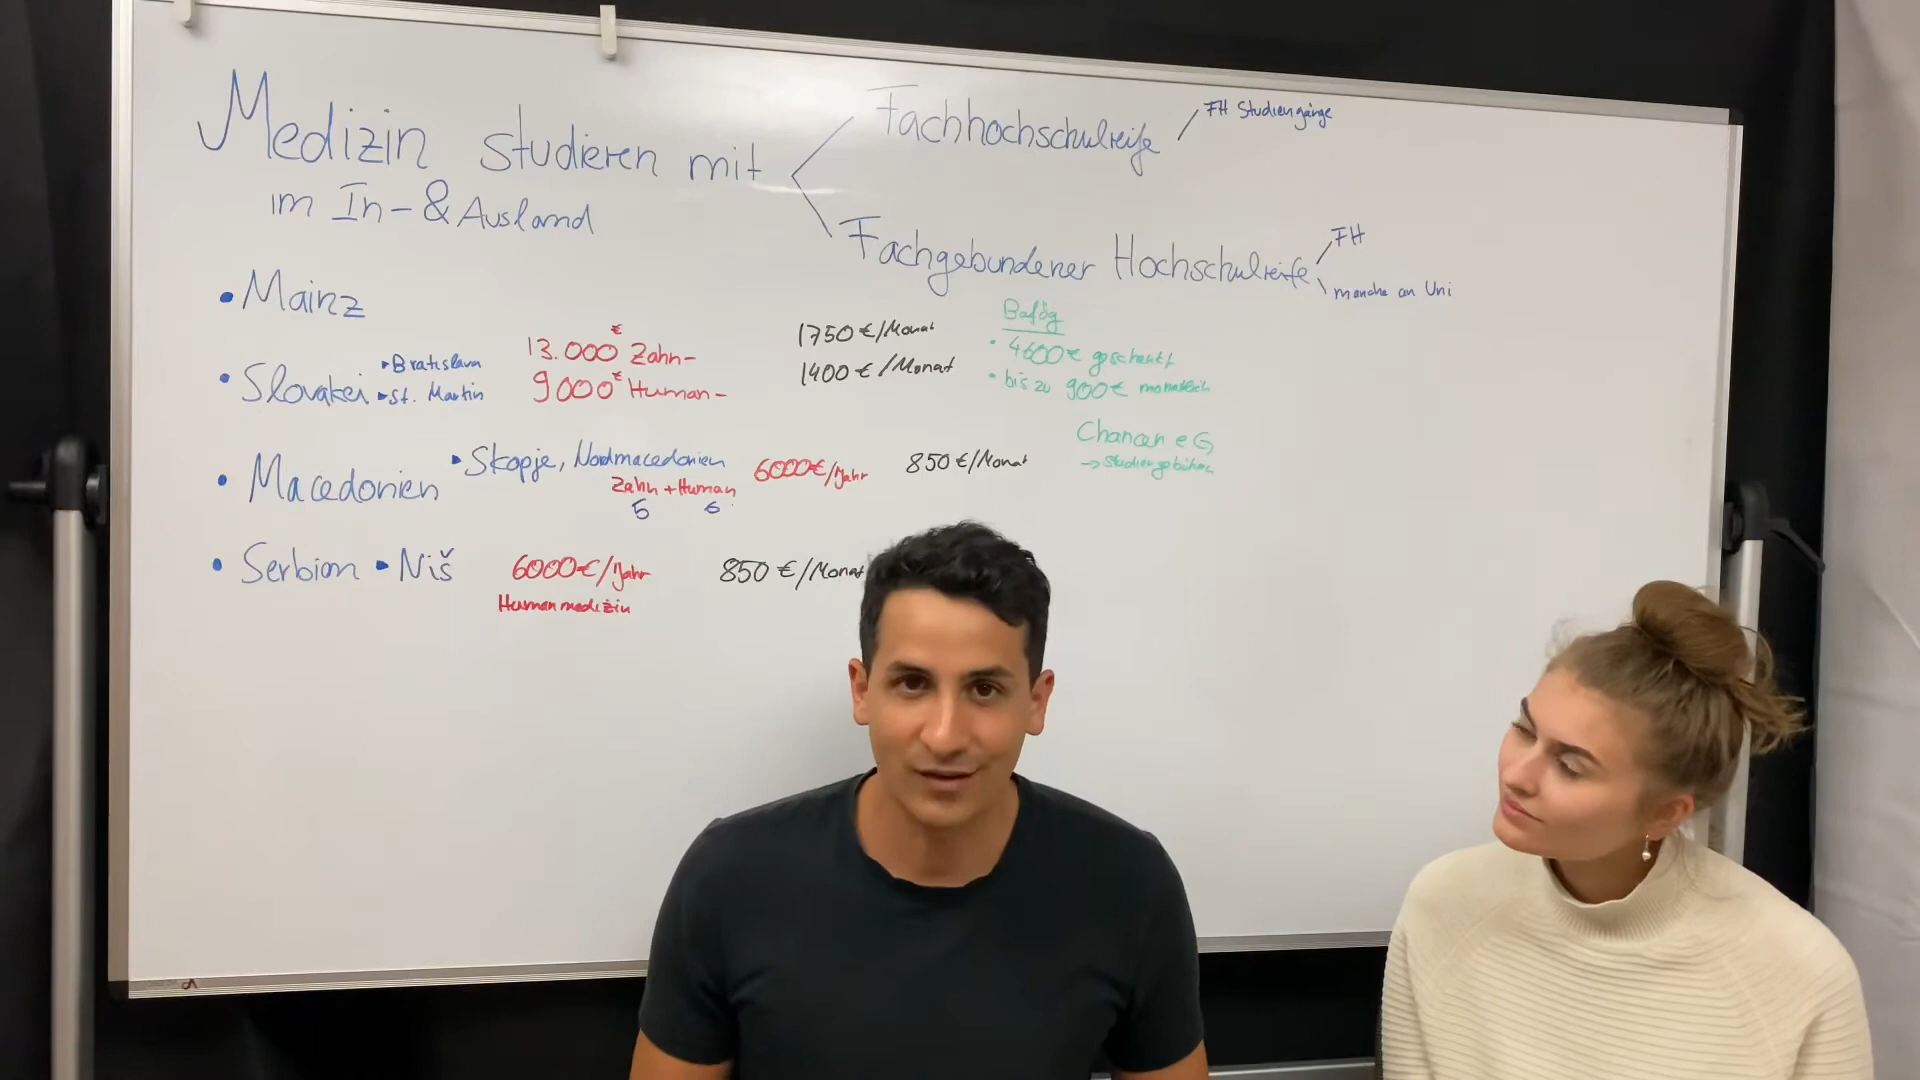 Medizin studieren mit
im In- & Ausland
Fachhochschulreife
FH Studiengänge
Fachgebundener Hochschulreife
FH
manche an Uni
• Mainz
• Slovakei
Bratislava
St. Martin
13.000€ Zahn-
9000€ Human-
1750€/Monat
1400€/Monat
Bafög
• 4600€ geschenkt
• bis zu 900€ monatlich
Chancen eG
→ Studiengebühren
• Macedonien
Skopje, Nordmacedonien
Zahn + Human
5 6
6000€/Jahr
850€/Monat
• Serbien • Niš
6000€/Jahr
Humanmedizin
850€/Monat